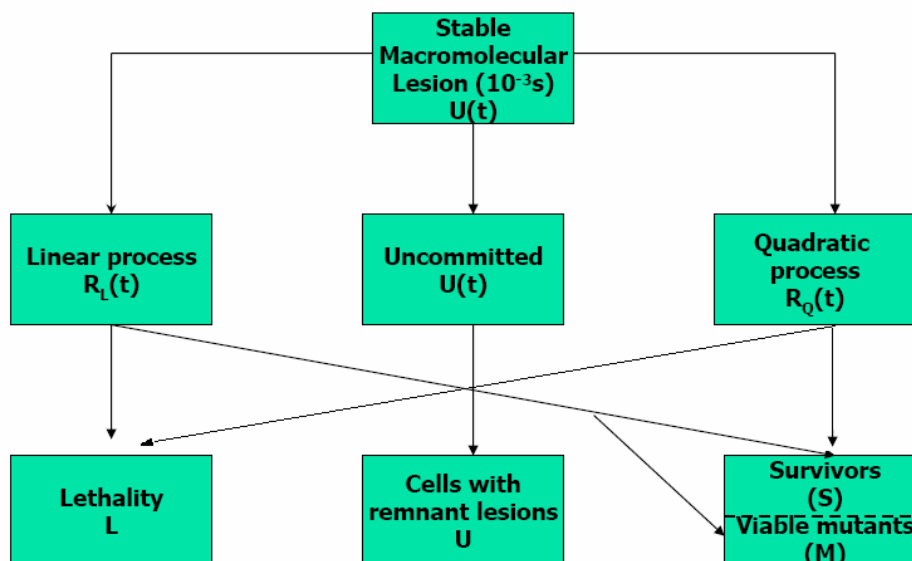 Stable
Macromolecular
Lesion (10⁻³s)
U(t)
Linear process
R_L(t)
Uncommitted
U(t)
Quadratic
process
R_Q(t)
Lethality
L
Cells with
remnant lesions
U
Survivors
(S)
Viable mutants
(M)